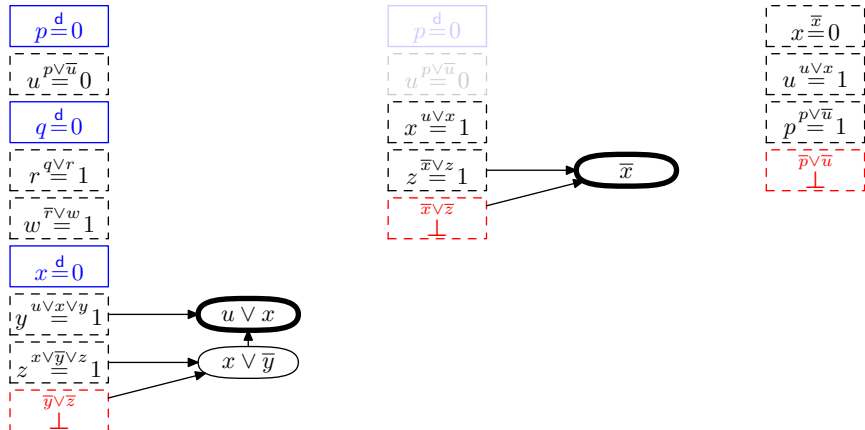 p =^d 0
u =^{p∨u̅} 0
q =^d 0
r =^{q∨r} 1
w =^{r̅∨w} 1
x =^d 0
y =^{u∨x∨y} 1
u ∨ x
z =^{x∨y̅∨z} 1
x ∨ y̅
y̅∨z̅
⊥
p =^d 0
u =^{p∨u̅} 0
x =^{u∨x} 1
z =^{x̅∨z} 1
x̅
x̅∨z̅
⊥
x =^{x̅} 0
u =^{u∨x} 1
p =^{p∨u̅} 1
p̅∨u̅
⊥